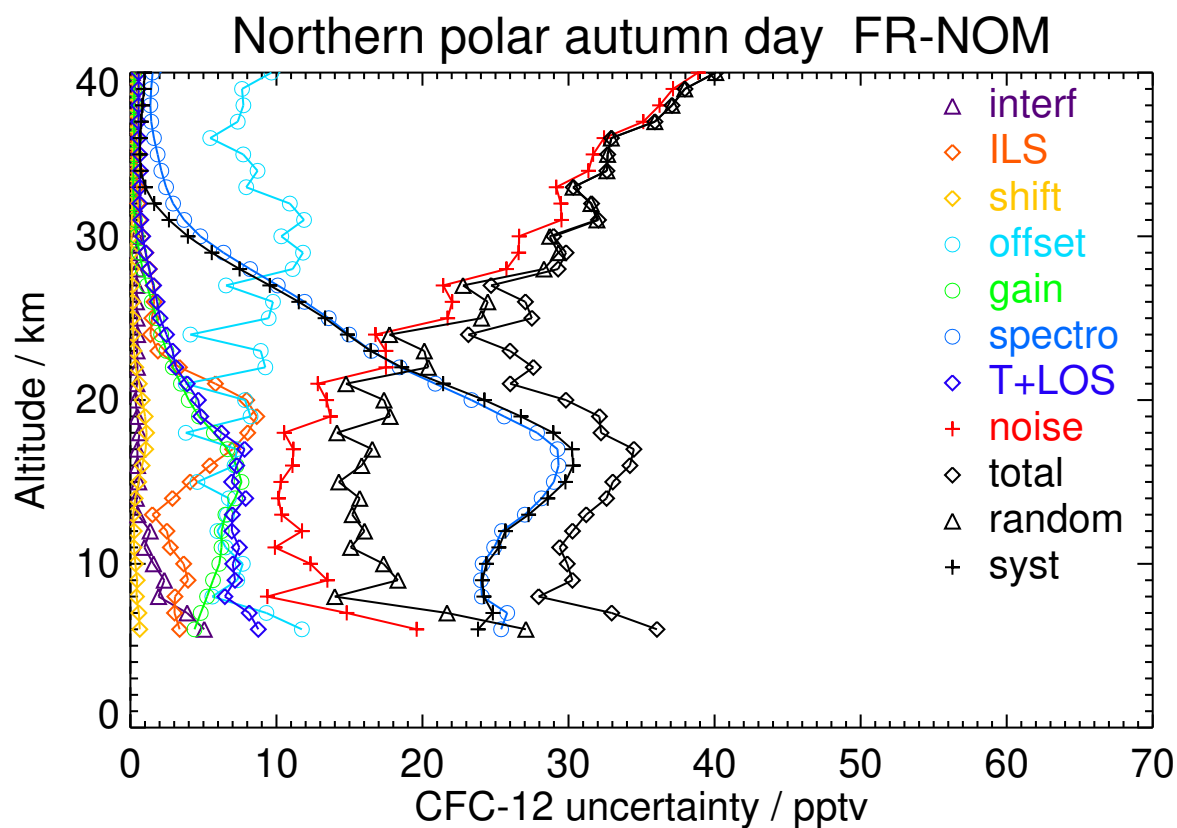 Northern polar autumn day  FR-NOM
40
30
20
10
0
Altitude / km
interf
ILS
shift
offset
gain
spectro
T+LOS
noise
total
random
syst
0 10 20 30 40 50 60 70
CFC-12 uncertainty / pptv